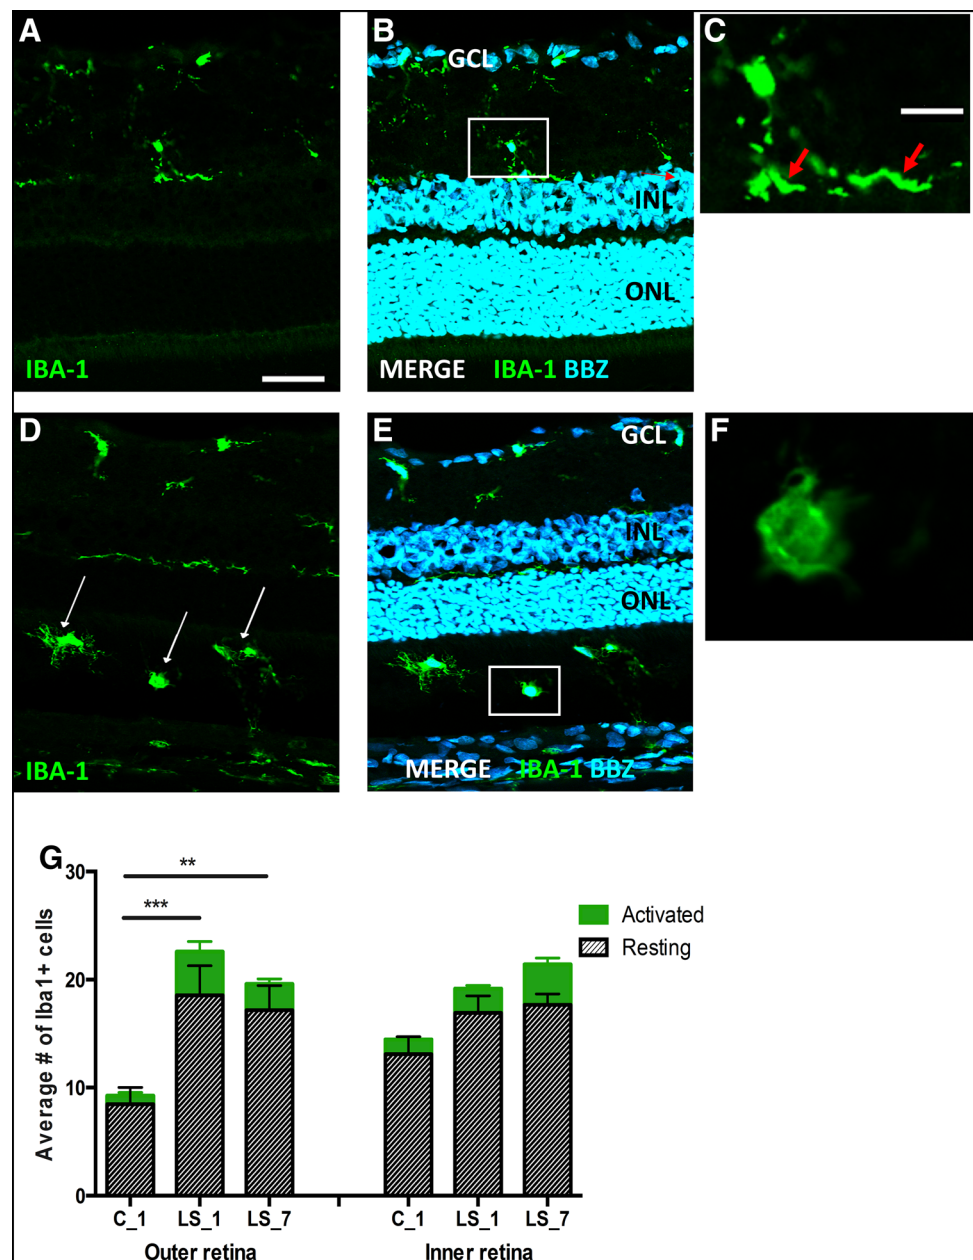 A
IBA-1
B
GCL
INL
ONL
MERGE IBA-1 BBZ
C
D
IBA-1
E
GCL
INL
ONL
MERGE IBA-1 BBZ
F
G
Average # of Iba1+ cells
30
20
10
0
**
***
Activated
Resting
C_1 LS_1 LS_7 C_1 LS_1 LS_7
Outer retina Inner retina